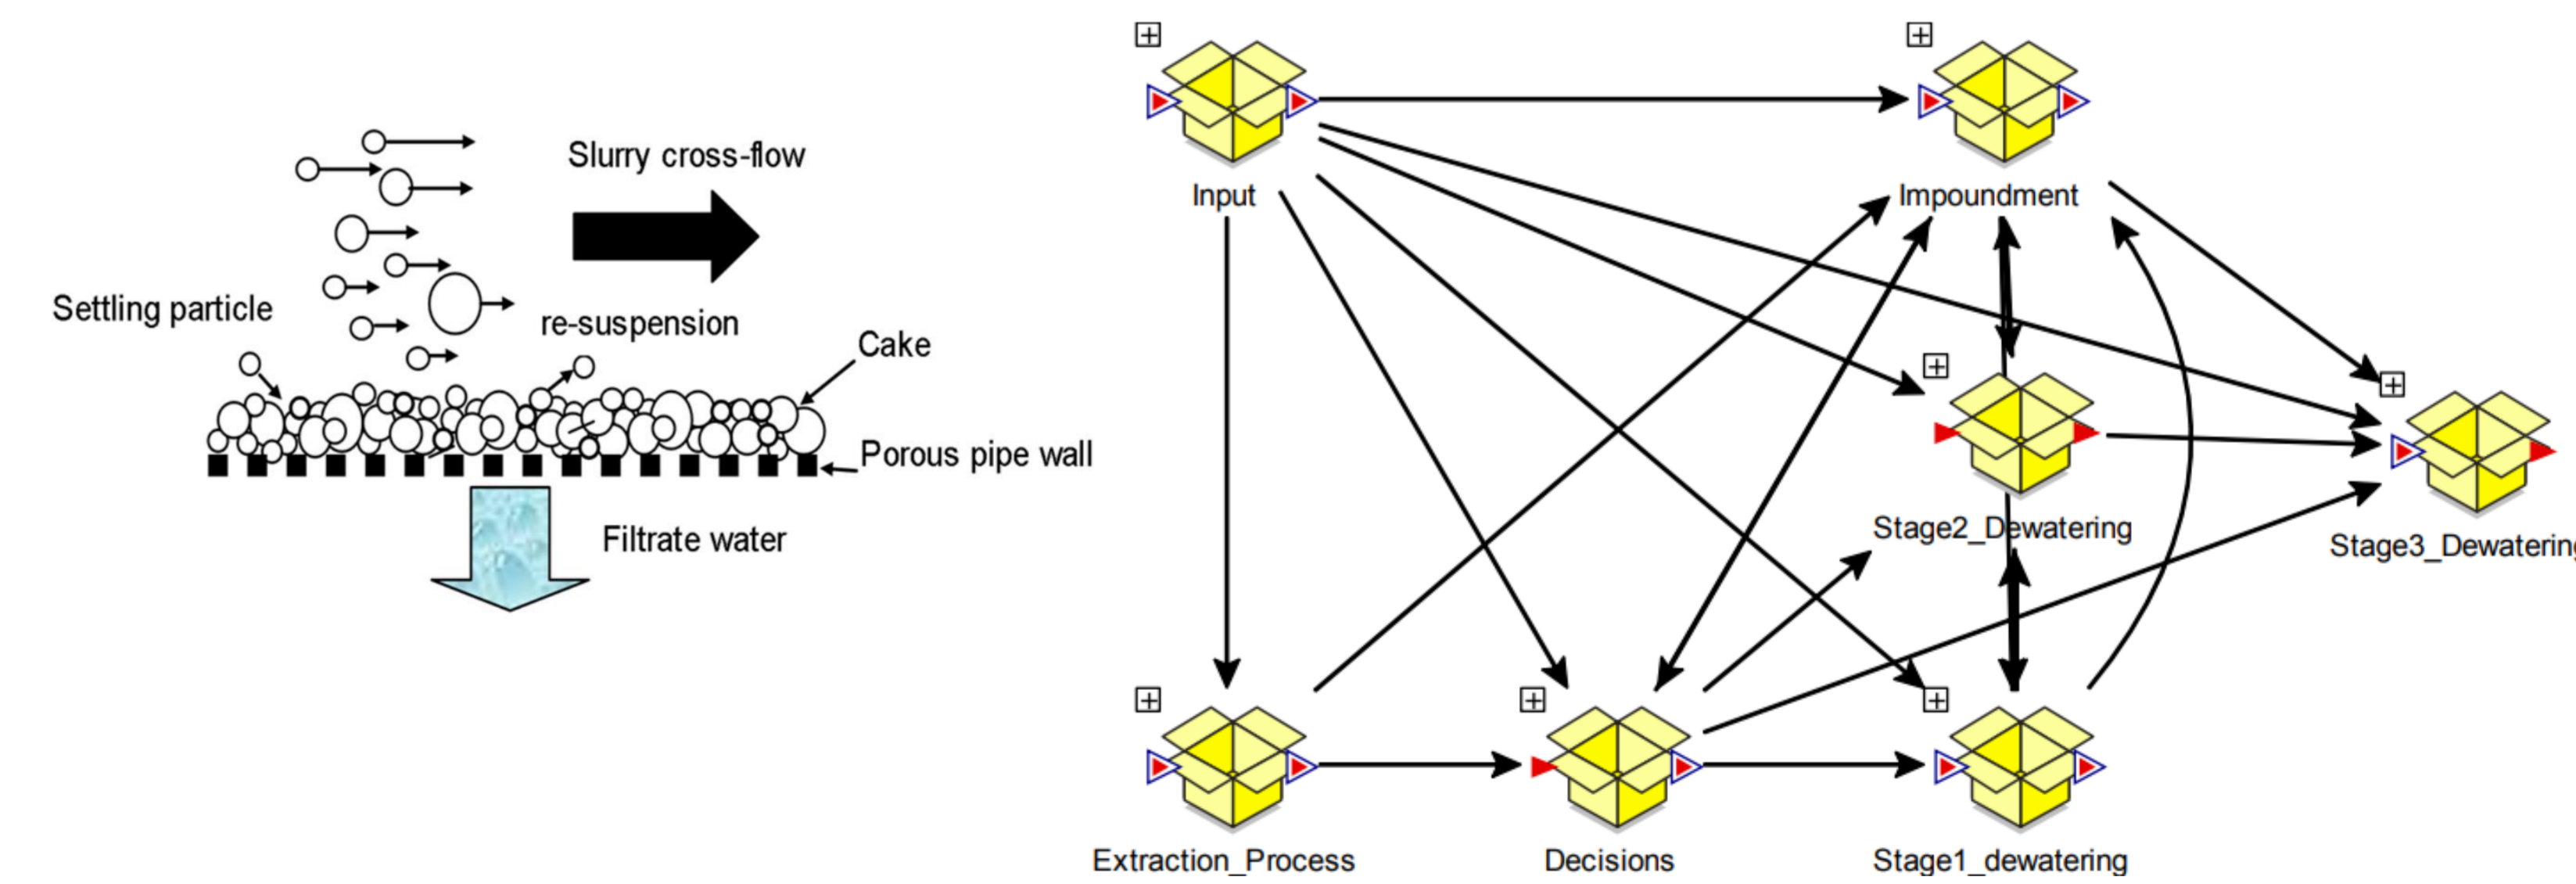 Slurry cross-flow
Settling particle
re-suspension
Cake
Porous pipe wall
Filtrate water
Input
Impoundment
Stage2_Dewatering
Stage3_Dewatering
Extraction_Process
Decisions
Stage1_dewatering